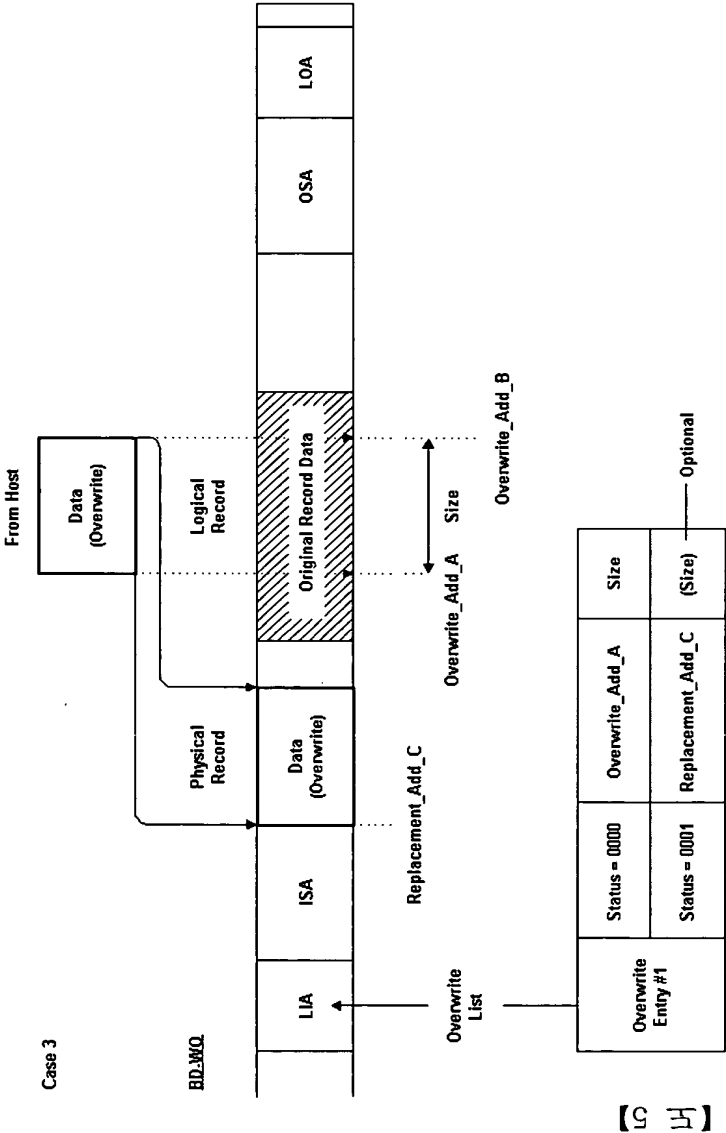 【도 5】
Case 3
From Host
Data
(Overwrite)
BD-WO
Physical
Record
Logical
Record
LIA
ISA
Data
(Overwrite)
Original Record Data
OSA
LOA
Replacement_Add_C
Overwrite_Add_A
Size
Overwrite_Add_B
Overwrite
List
Overwrite
Entry #1
Status = 0000
Overwrite_Add_A
Size
Status = 0001
Replacement_Add_C
(Size)
Optional